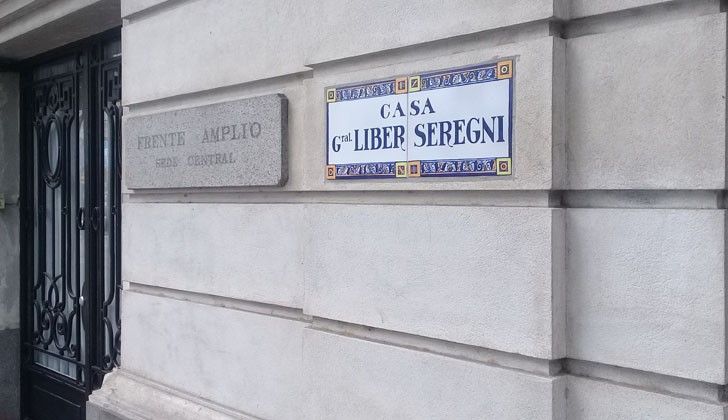 FRENTE AMPLIO
SEDE CENTRAL
CASA
Gral. LIBER SEREGNI